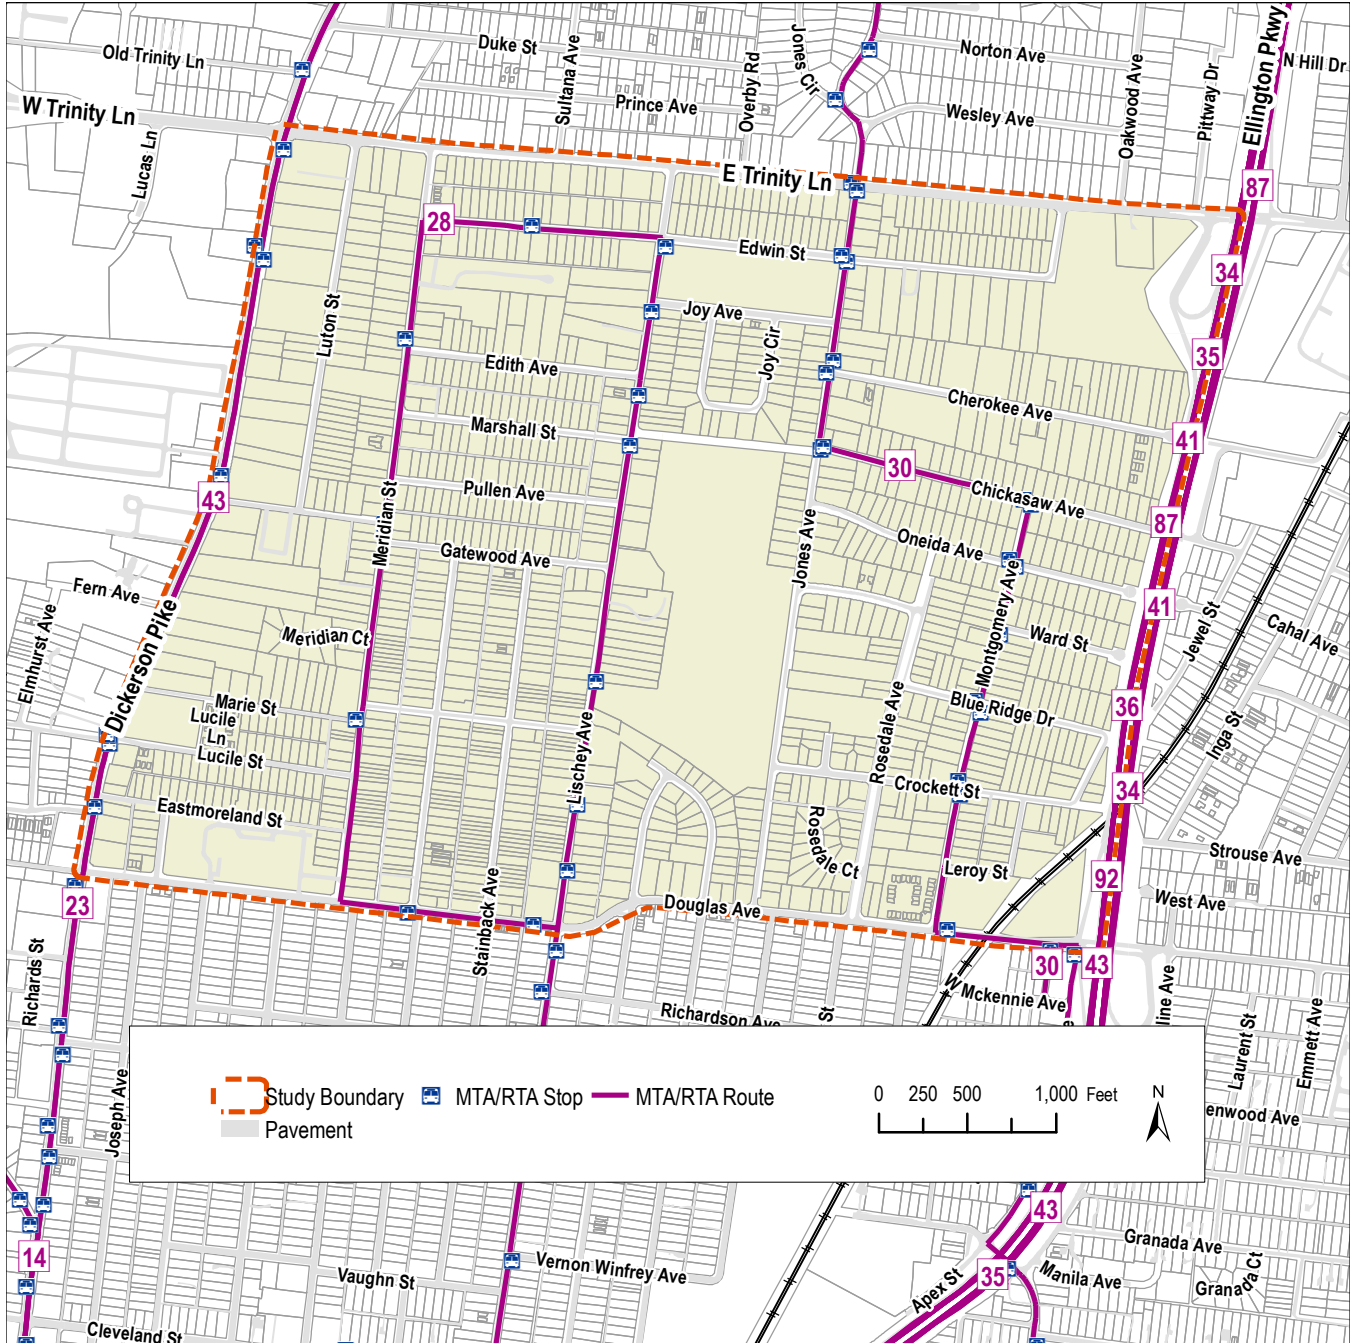 Duke St
Sultana Ave
Old Trinity Ln
Jones Cir
Norton Ave
Ellington Pkwy
N Hill Dr
W Trinity Ln
Prince Ave
Overby Rd
Wesley Ave
Oakwood Ave
Pittway Dr
Lucas Ln
E Trinity Ln
87
28
Edwin St
34
Luton St
Joy Ave
Joy Cir
35
Edith Ave
Cherokee Ave
Marshall St
41
30
43
Meridian St
Pullen Ave
Chickasaw Ave
87
Jones Ave
Oneida Ave
Gatewood Ave
Fern Ave
41
Montgomery Ave
Jewel St
Cahal Ave
Elmhurst Ave
Dickerson Pike
Meridian Ct
Ward St
Marie St
Lucile
Ln
Lucile St
Rosedale Ave
Blue Ridge Dr
36
Inga St
Lischey Ave
Crockett St
34
Eastmoreland St
Rosedale Ct
Strouse Ave
Leroy St
92
23
Stainback Ave
Douglas Ave
West Ave
Richards St
30
43
W Mckennie Ave
Richardson Ave
St
line Ave
Laurent St
Emmett Ave
Joseph Ave
Study Boundary
MTA/RTA Stop
MTA/RTA Route
Pavement
0 250 500 1,000 Feet
N
enwood Ave
43
14
Granada Ave
Vernon Winfrey Ave
Vaughn St
35
Manila Ave
Granada Ct
Apex St
Cleveland St